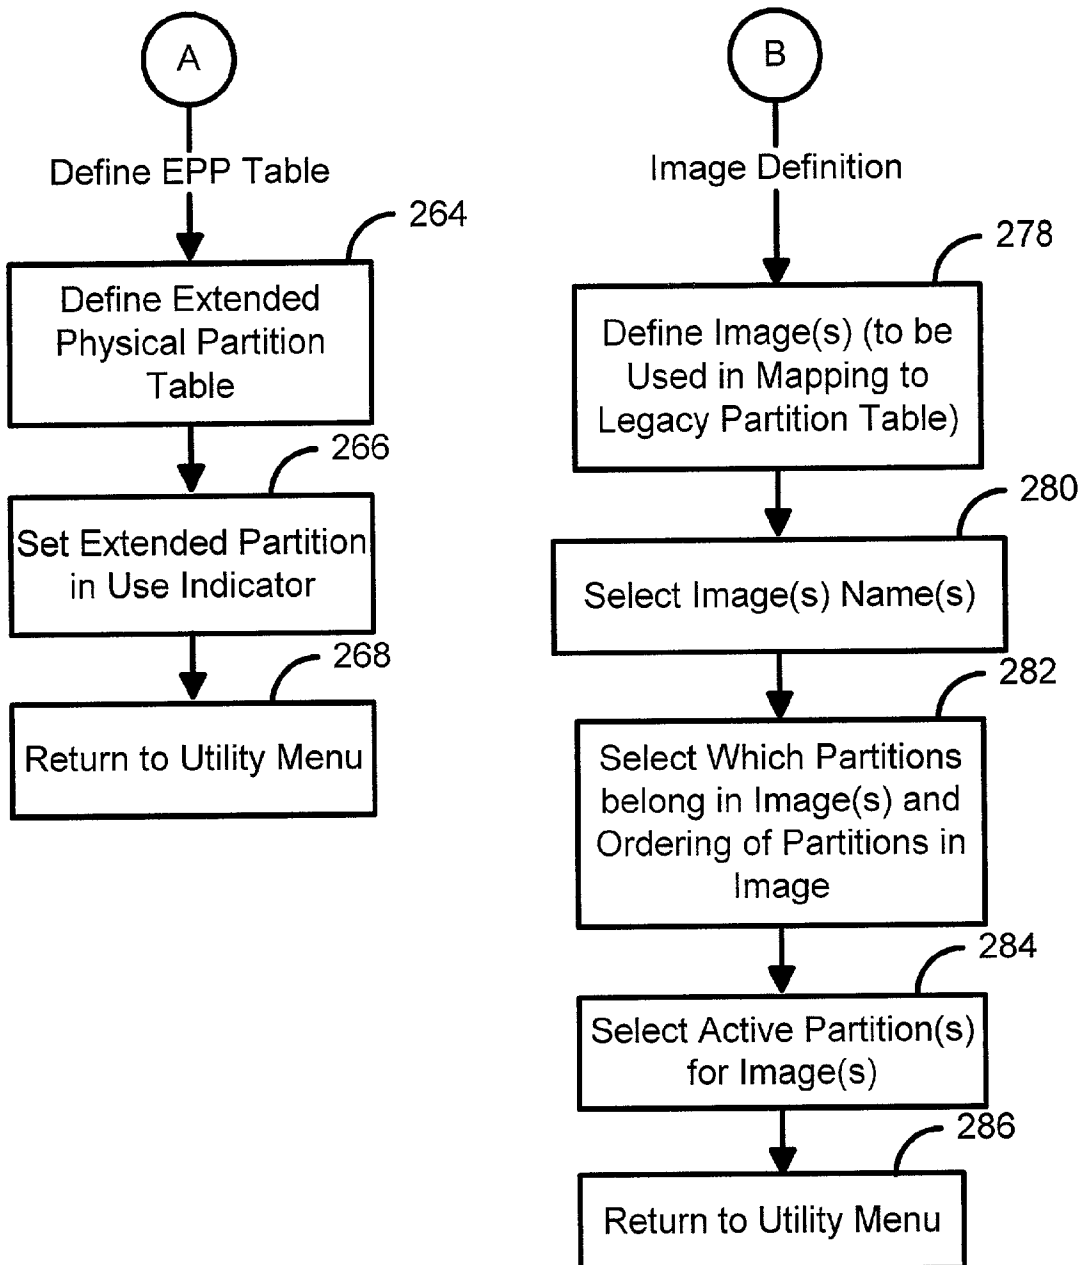 A
Define EPP Table
264
Define Extended
Physical Partition
Table
266
Set Extended Partition
in Use Indicator
268
Return to Utility Menu
B
Image Definition
278
Define Image(s) (to be
Used in Mapping to
Legacy Partition Table)
280
Select Image(s) Name(s)
282
Select Which Partitions
belong in Image(s) and
Ordering of Partitions in
Image
284
Select Active Partition(s)
for Image(s)
286
Return to Utility Menu